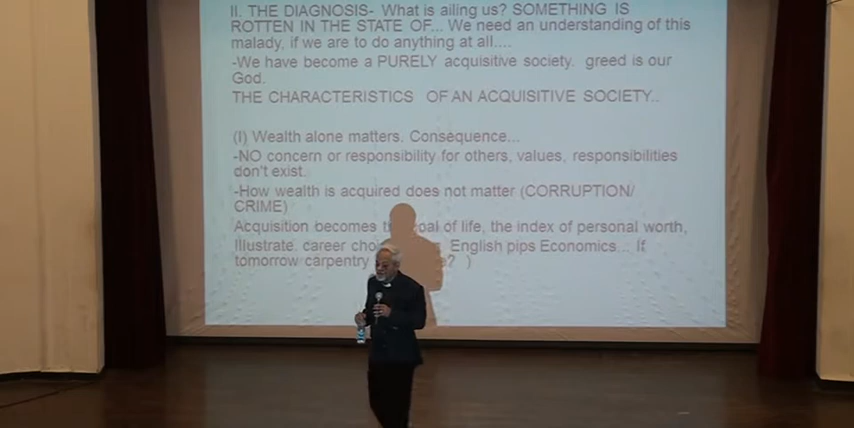 II. THE DIAGNOSIS- What is ailing us? SOMETHING IS
ROTTEN IN THE STATE OF... We need an understanding of this
malady, if we are to do anything at all....
-We have become a PURELY acquisitive society. greed is our
God.
THE CHARACTERISTICS OF AN ACQUISITIVE SOCIETY..
(I) Wealth alone matters. Consequence...
-NO concern or responsibility for others, values, responsibilities
don't exist.
-How wealth is acquired does not matter (CORRUPTION/
CRIME)
Acquisition becomes of life, the index of personal worth,
Illustrate. career English pips Economics... If
tomorrow carpentry ? )